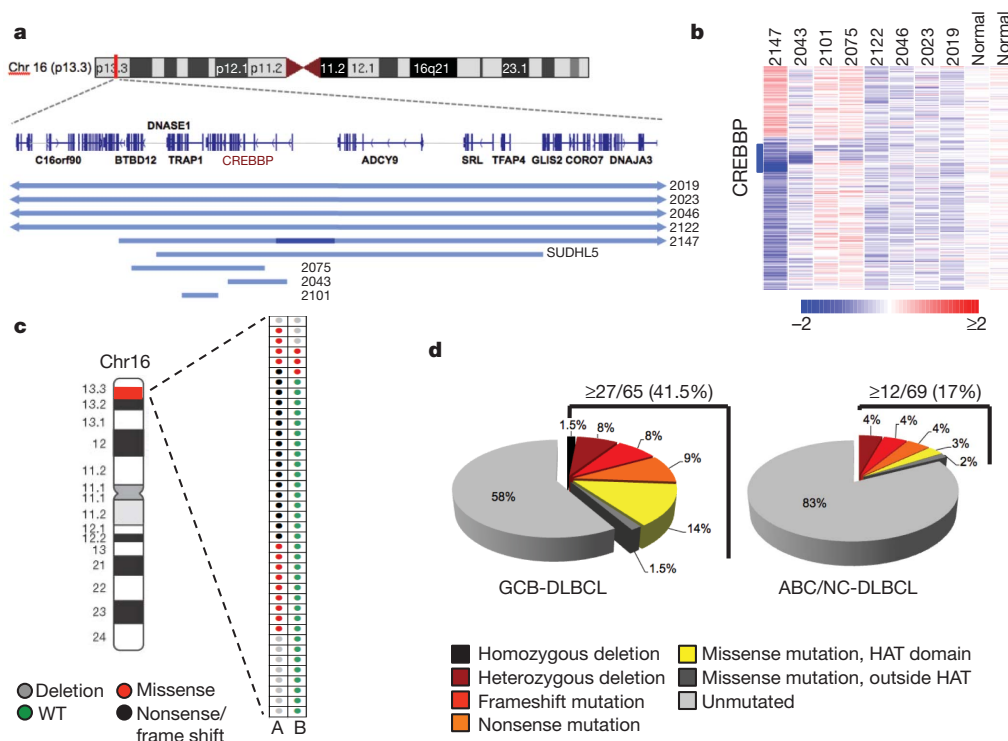 a
Chr 16 (p13.3)
p13.3 p12.1 p11.2 11.2 12.1 16q21 23.1
DNASE1
C16orf90 BTBD12 TRAP1 CREBBP ADCY9 SRL TFAP4 GLIS2 CORO7 DNAJA3
2019
2023
2046
2122
2147
SUDHL5
2075
2043
2101
b
2147 2043 2101 2075 2122 2046 2023 2019 Normal Normal
CREBBP
−2 ≥2
c
Chr16
13.3
13.2
13.1
12
11.2
11.1
11.1
11.2
12.1
12.2
13
21
22
23
24
Deletion Missense
WT Nonsense/
frame shift
A B
d
≥27/65 (41.5%) ≥12/69 (17%)
1.5% 8% 8% 9% 14% 1.5% 58%
4% 4% 4% 3% 2% 83%
GCB-DLBCL ABC/NC-DLBCL
Homozygous deletion Missense mutation, HAT domain
Heterozygous deletion Missense mutation, outside HAT
Frameshift mutation Unmutated
Nonsense mutation